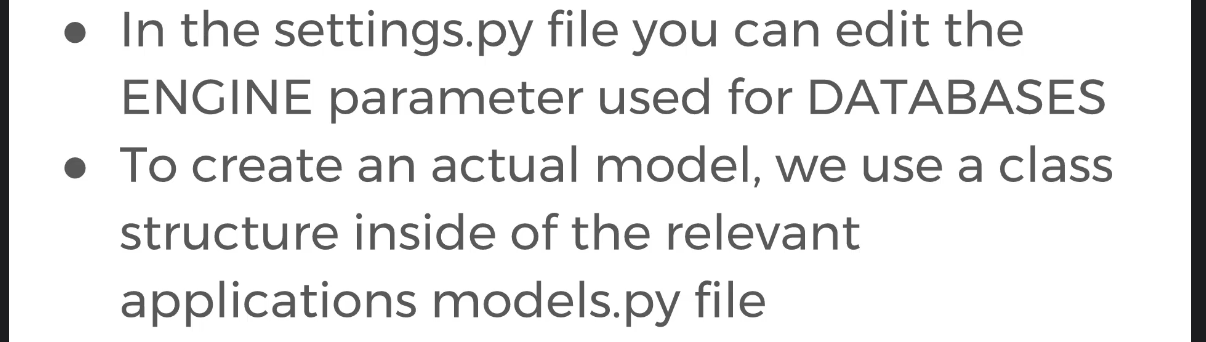 • In the settings.py file you can edit the
ENGINE parameter used for DATABASES
• To create an actual model, we use a class
structure inside of the relevant
applications models.py file